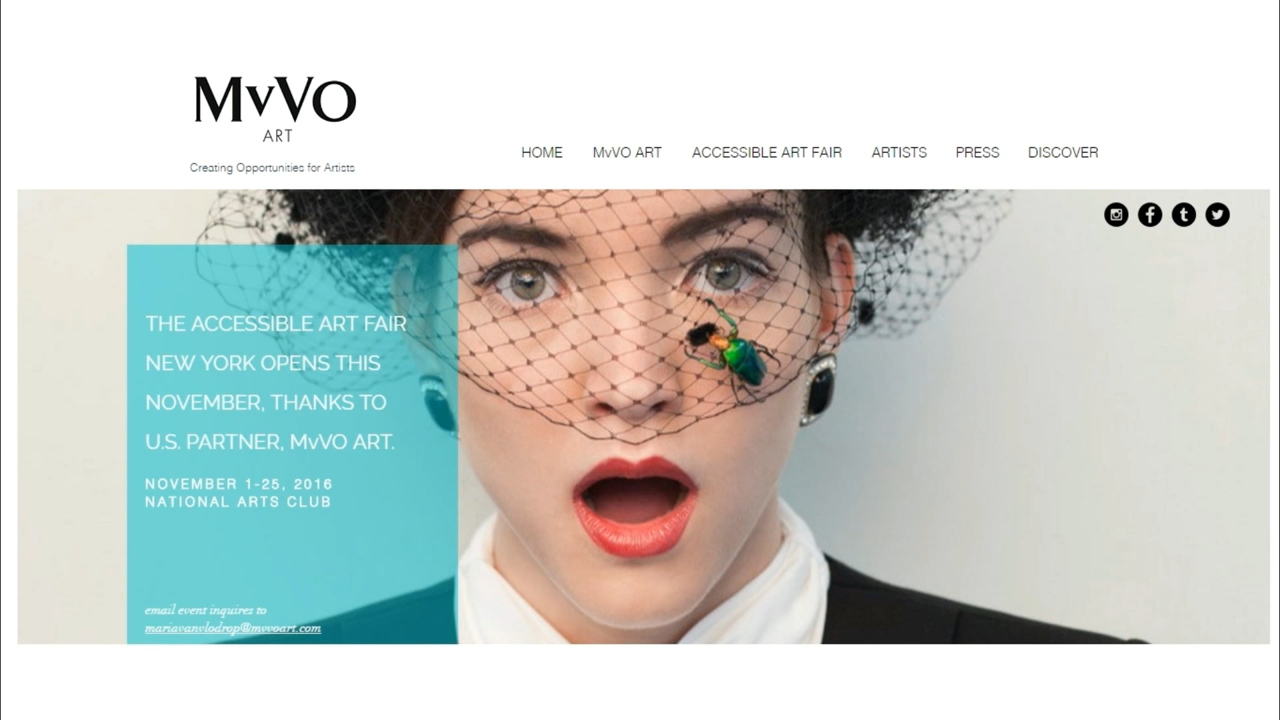 MvVO
ART
Creating Opportunities for Artists
HOME MvVO ART ACCESSIBLE ART FAIR ARTISTS PRESS DISCOVER
THE ACCESSIBLE ART FAIR
NEW YORK OPENS THIS
NOVEMBER, THANKS TO
U.S. PARTNER, MvVO ART.
NOVEMBER 1-25, 2016
NATIONAL ARTS CLUB
email event inquires to
mariavanvlodrop@mvvoart.com